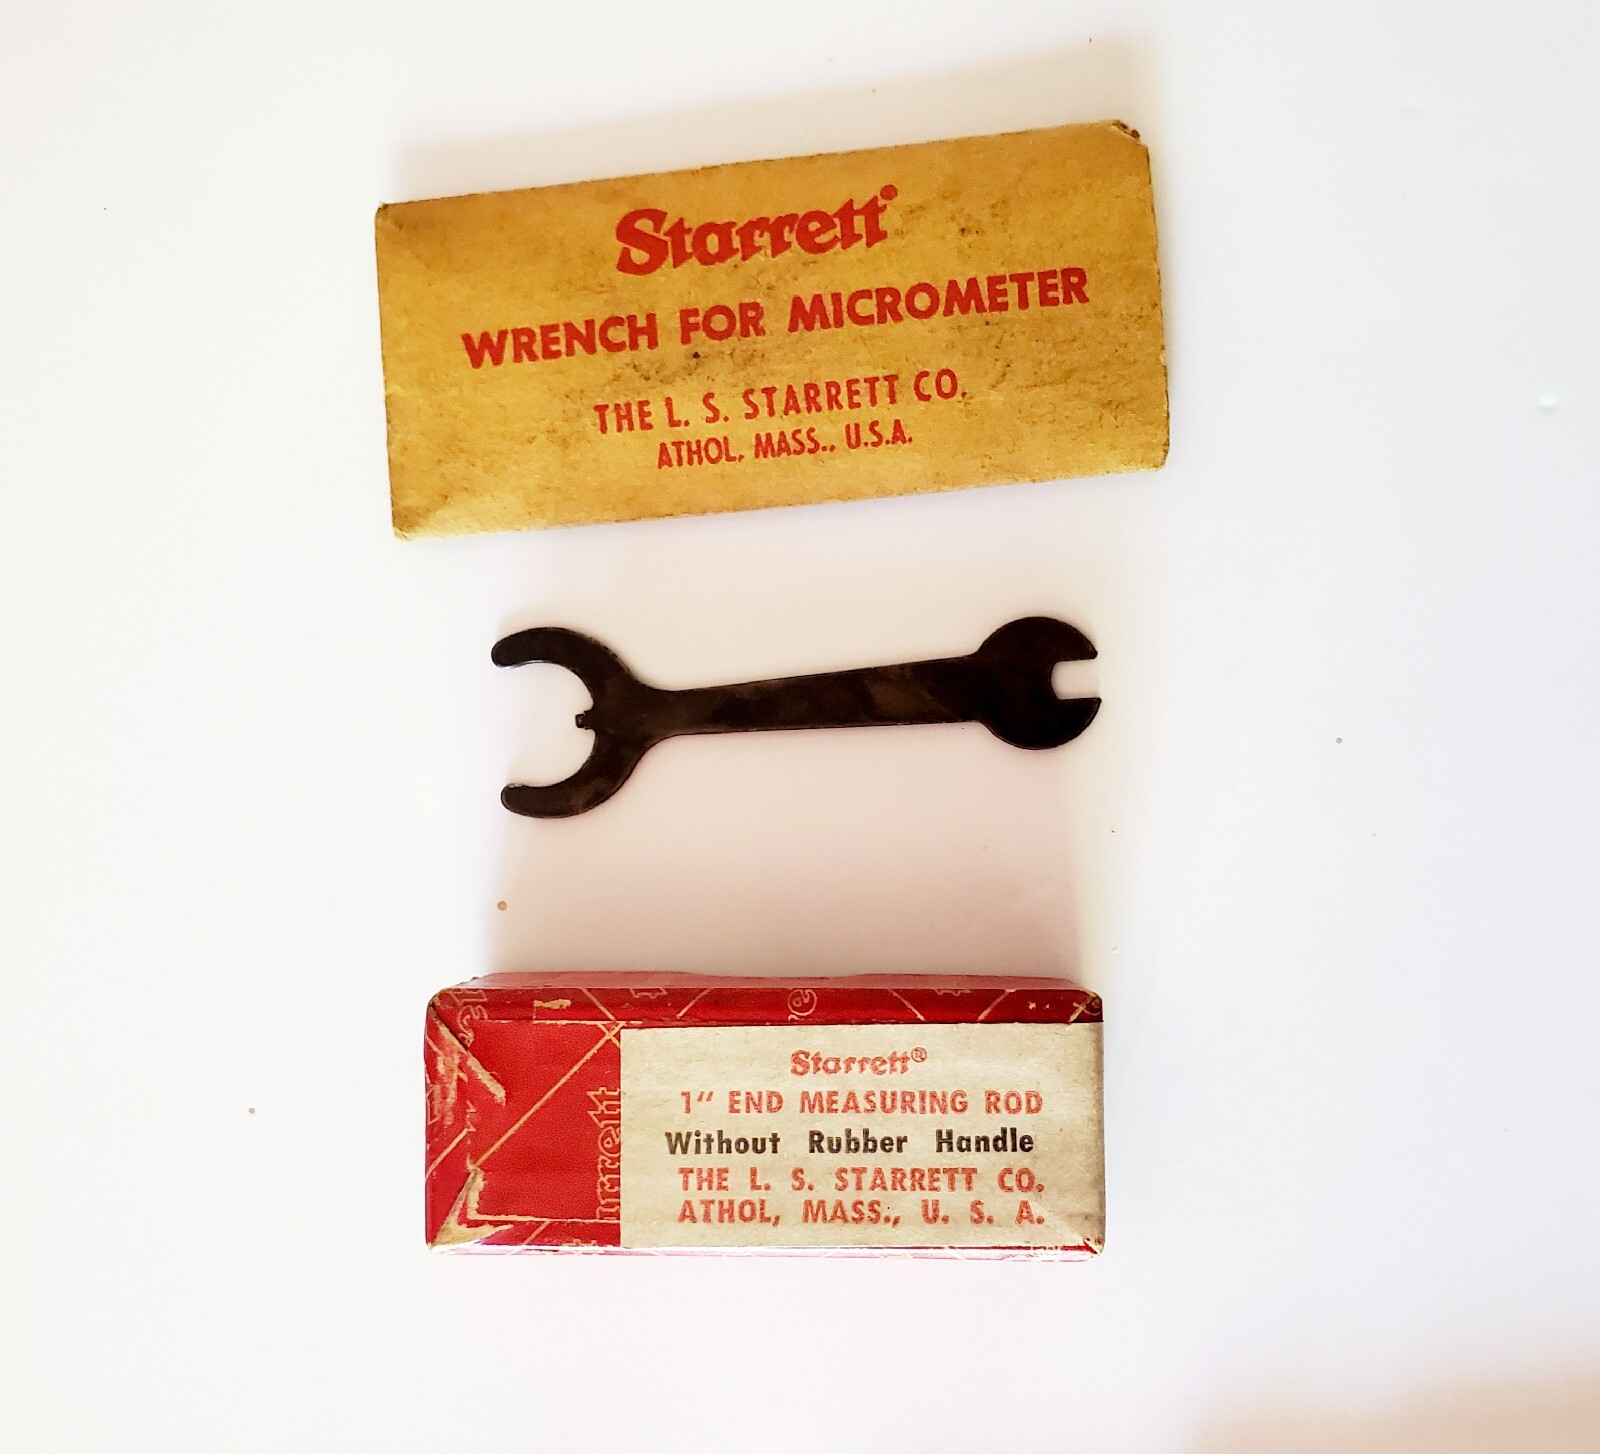 Starrett
WRENCH FOR MICROMETER
THE L. S. STARRETT CO.
ATHOL, MASS., U.S.A.
Starrett®
1" END MEASURING ROD
Without Rubber Handle
THE L. S. STARRETT CO.
ATHOL, MASS., U. S. A.
rrett